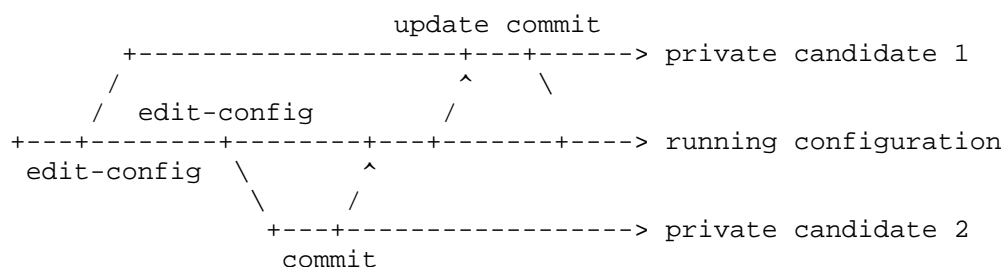 update commit
+---------------------+---+------> private candidate 1
/ ^ \
/ edit-config /
+---+--------+--------+---+-------+----> running configuration
edit-config \ ^
\ /
+---+------------------> private candidate 2
commit